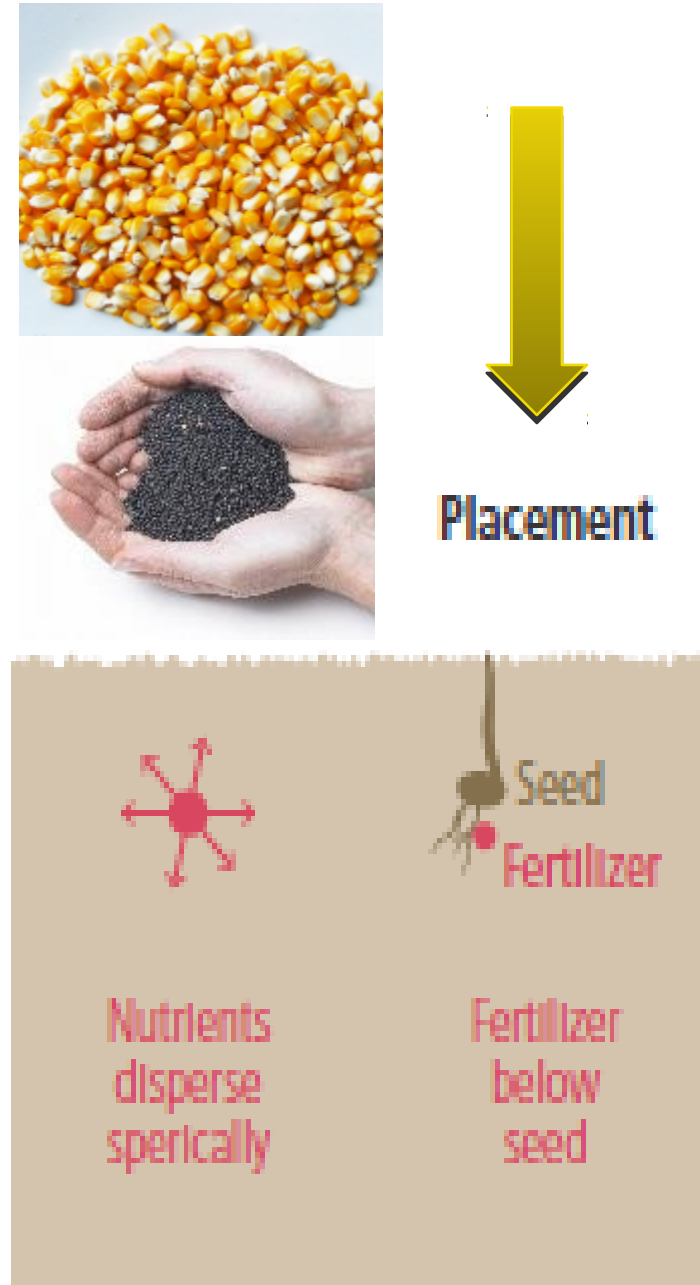 Placement
Seed
Fertilizer
Nutrients
disperse
sperically
Fertilizer
below
seed